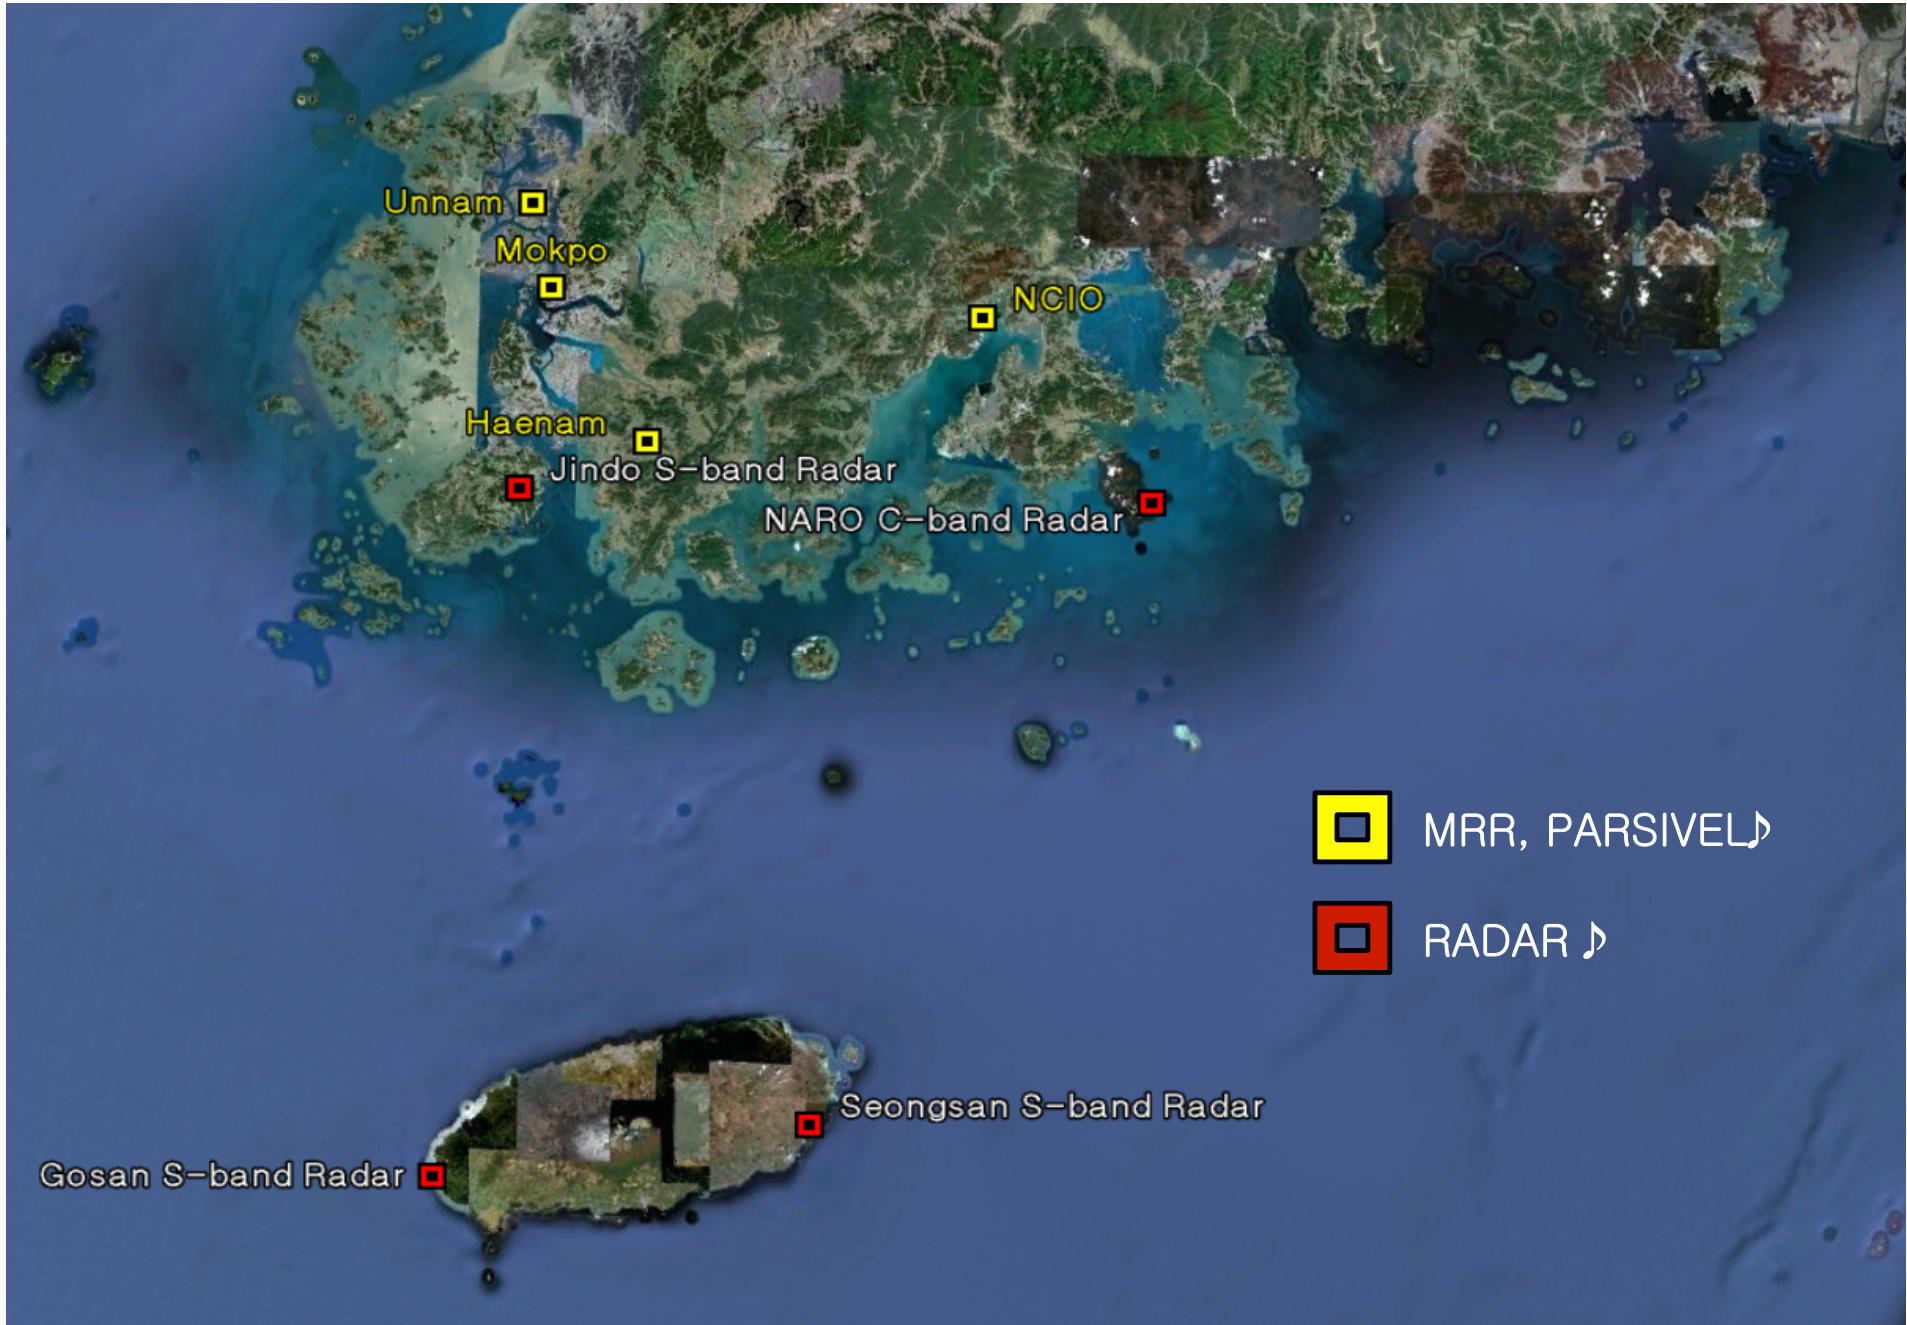 Unnam
Mokpo
NCIO
Haenam
Jindo S-band Radar
NARO C-band Radar
MRR, PARSIVEL♪
RADAR ♪
Seongsan S-band Radar
Gosan S-band Radar